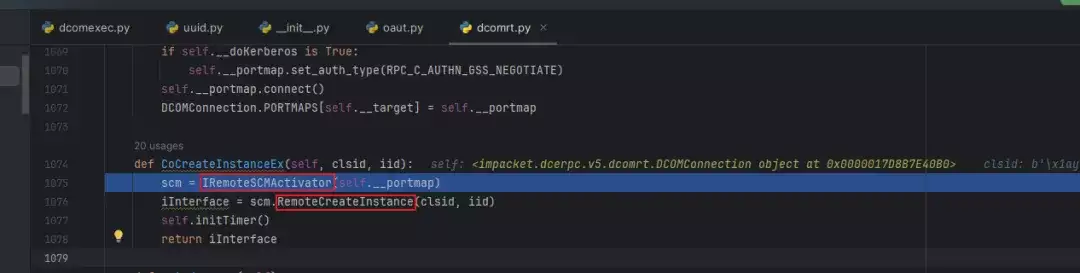 dcomexec.py uuid.py __init__.py oaut.py dcomrt.py ×
1069 if self.__doKerberos is True:
1070 self.__portmap.set_auth_type(RPC_C_AUTHN_GSS_NEGOTIATE)
1071 self.__portmap.connect()
1072 DCOMConnection.PORTMAPS[self.__target] = self.__portmap
1073
20 usages
1074 def CoCreateInstanceEx(self, clsid, iid): self: <impacket.dcerpc.v5.dcomrt.DCOMConnection object at 0x0000017D8B7E40B0> clsid: b'\x1ay
1075 scm = IRemoteSCMActivator(self.__portmap)
1076 iInterface = scm.RemoteCreateInstance(clsid, iid)
1077 self.initTimer()
1078 return iInterface
1079